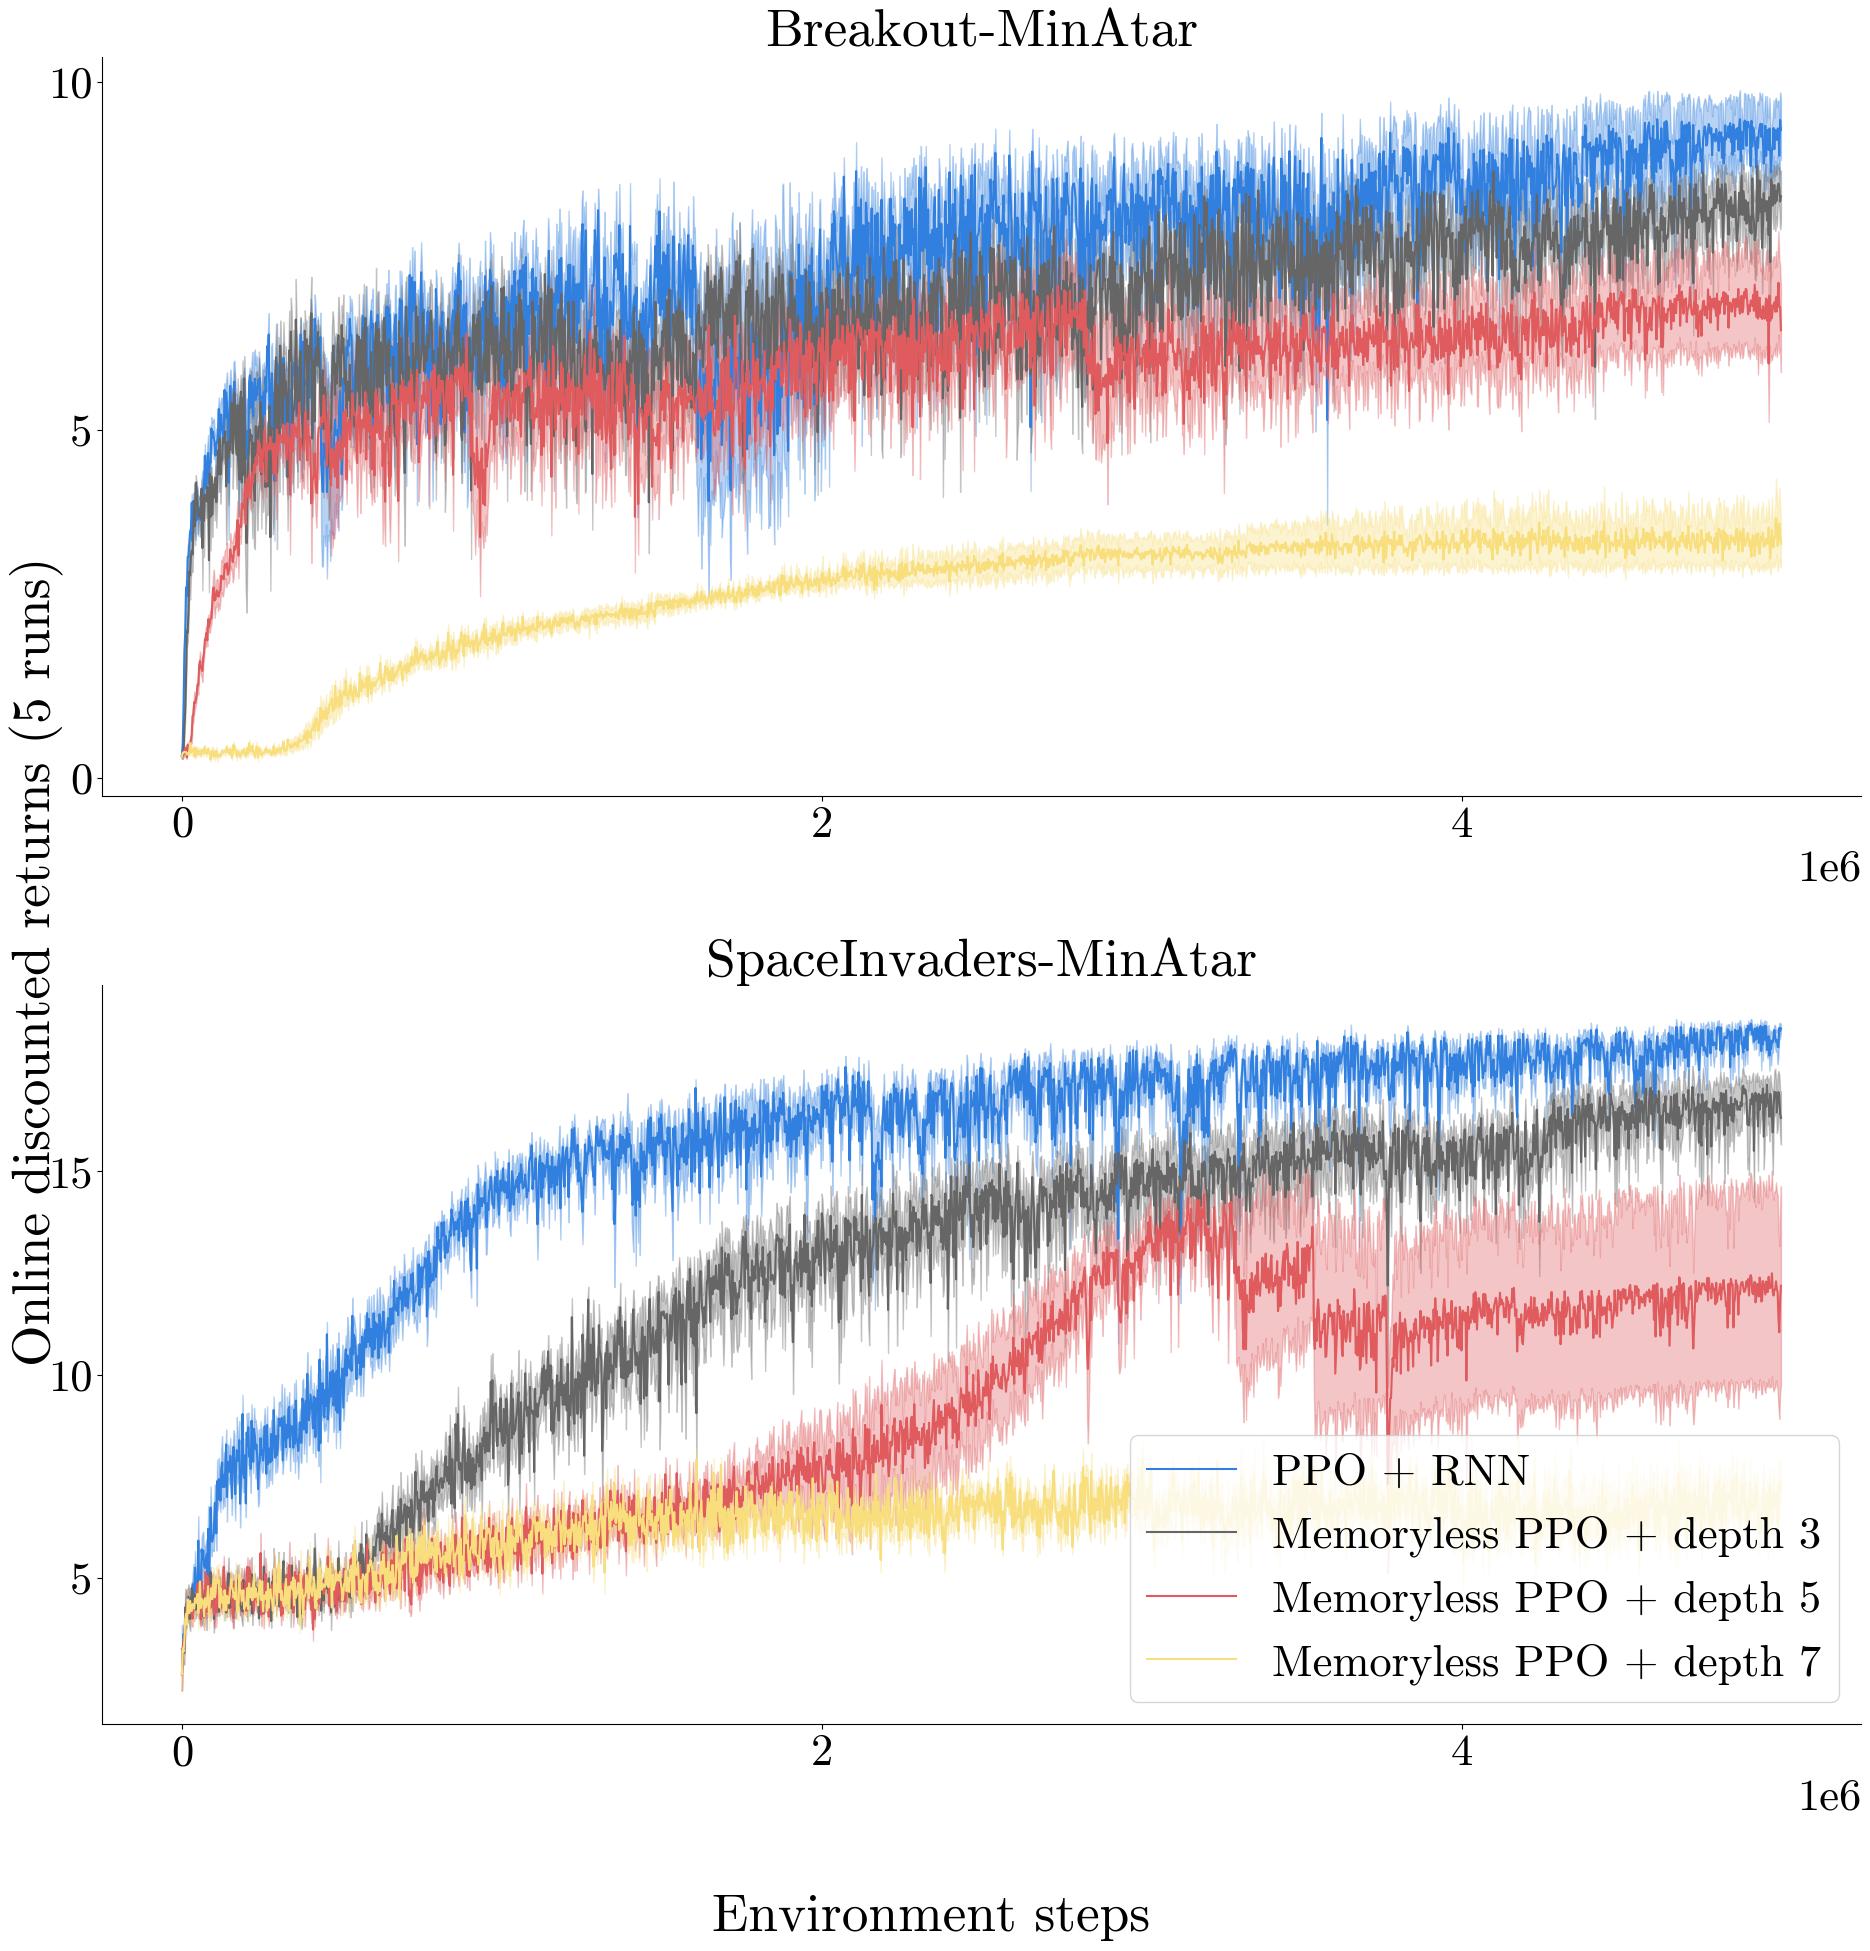 Breakout-MinAtar
10
5
0
0 2 4
1e6
Online discounted returns (5 runs)
SpaceInvaders-MinAtar
15
10
5
PPO + RNN
Memoryless PPO + depth 3
Memoryless PPO + depth 5
Memoryless PPO + depth 7
0 2 4
1e6
Environment steps